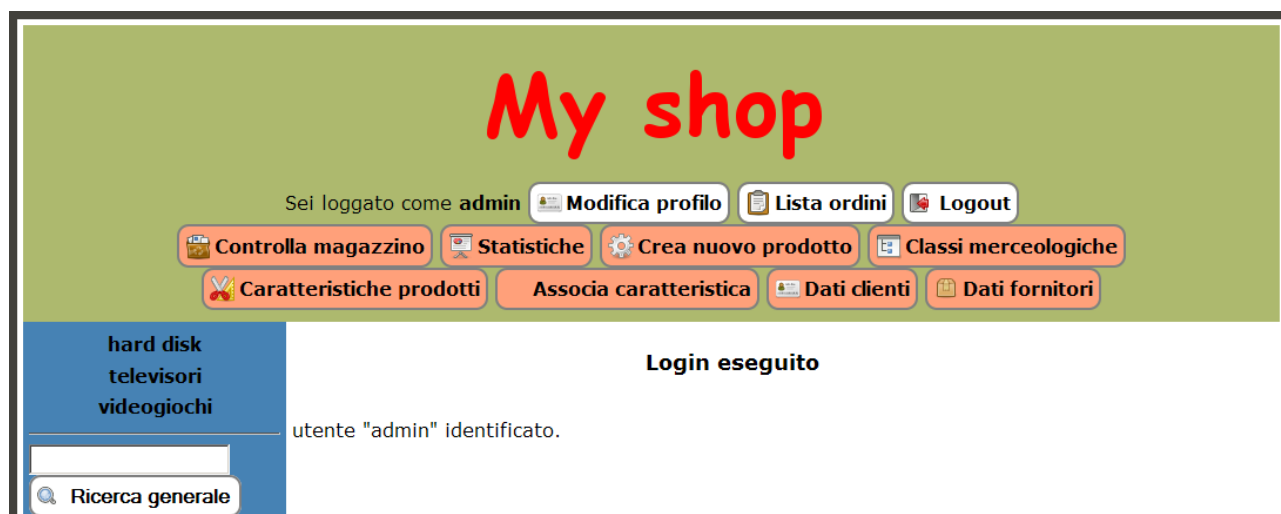 My shop
Sei loggato come admin Modifica profilo Lista ordini Logout
Controlla magazzino Statistiche Crea nuovo prodotto Classi merceologiche
Caratteristiche prodotti Associa caratteristica Dati clienti Dati fornitori
hard disk
televisori
videogiochi
Ricerca generale
Login eseguito
utente "admin" identificato.